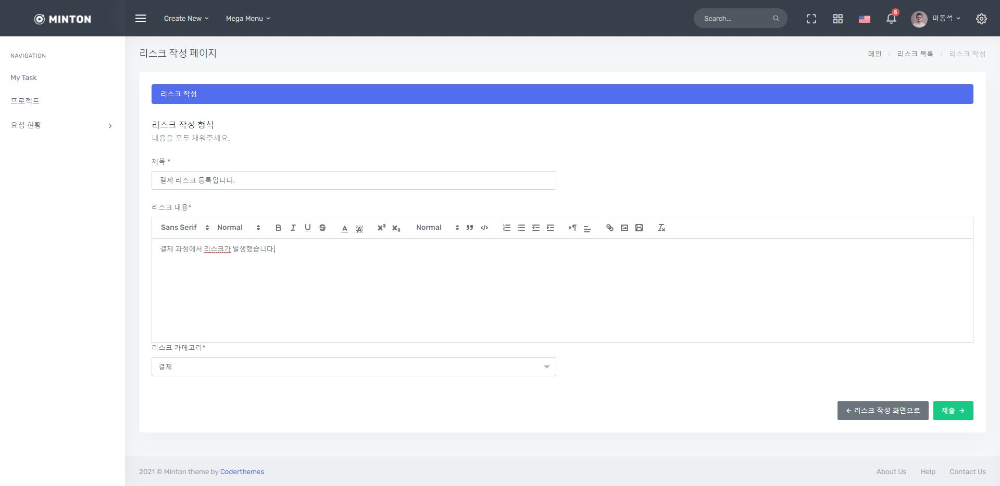 MINTON
Create New
Mega Menu
Search...
5
마동석
NAVIGATION
My Task
프로젝트
요청 현황
리스크 작성 페이지
메인 › 리스크 목록 › 리스크 작성
리스크 작성
리스크 작성 형식
내용을 모두 채워주세요.
제목 *
결제 리스크 등록입니다.
리스크 내용*
Sans Serif Normal B I U S A A X² X₂ Normal
결제 과정에서 리스크가 발생했습니다.
리스크 카테고리*
결제
← 리스크 작성 화면으로
제출 →
2021 © Minton theme by Coderthemes
About Us Help Contact Us